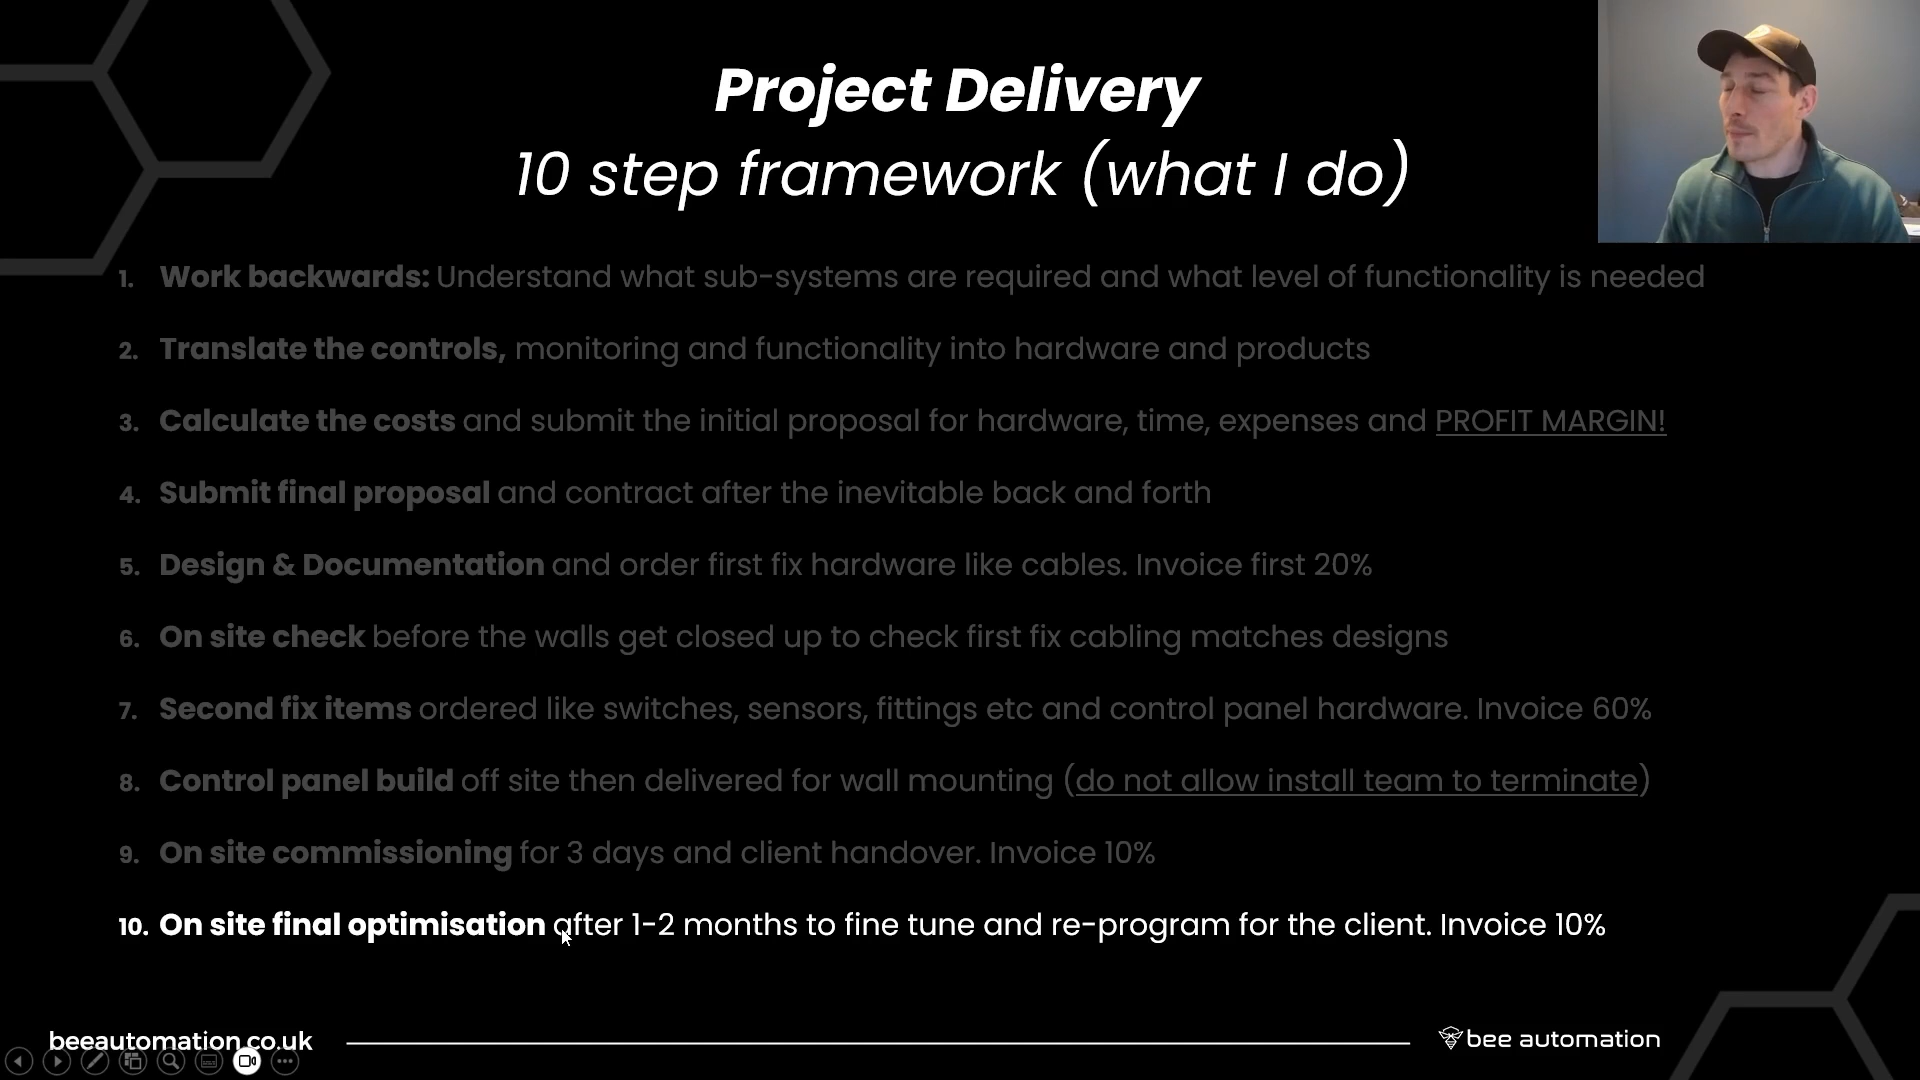 Project Delivery
10 step framework (what I do)
1. Work backwards: Understand what sub-systems are required and what level of functionality is needed
2. Translate the controls, monitoring and functionality into hardware and products
3. Calculate the costs and submit the initial proposal for hardware, time, expenses and PROFIT MARGIN!
4. Submit final proposal and contract after the inevitable back and forth
5. Design & Documentation and order first fix hardware like cables. Invoice first 20%
6. On site check before the walls get closed up to check first fix cabling matches designs
7. Second fix items ordered like switches, sensors, fittings etc and control panel hardware. Invoice 60%
8. Control panel build off site then delivered for wall mounting (do not allow install team to terminate)
9. On site commissioning for 3 days and client handover. Invoice 10%
10. On site final optimisation after 1-2 months to fine tune and re-program for the client. Invoice 10%
beeautomation.co.uk
bee automation